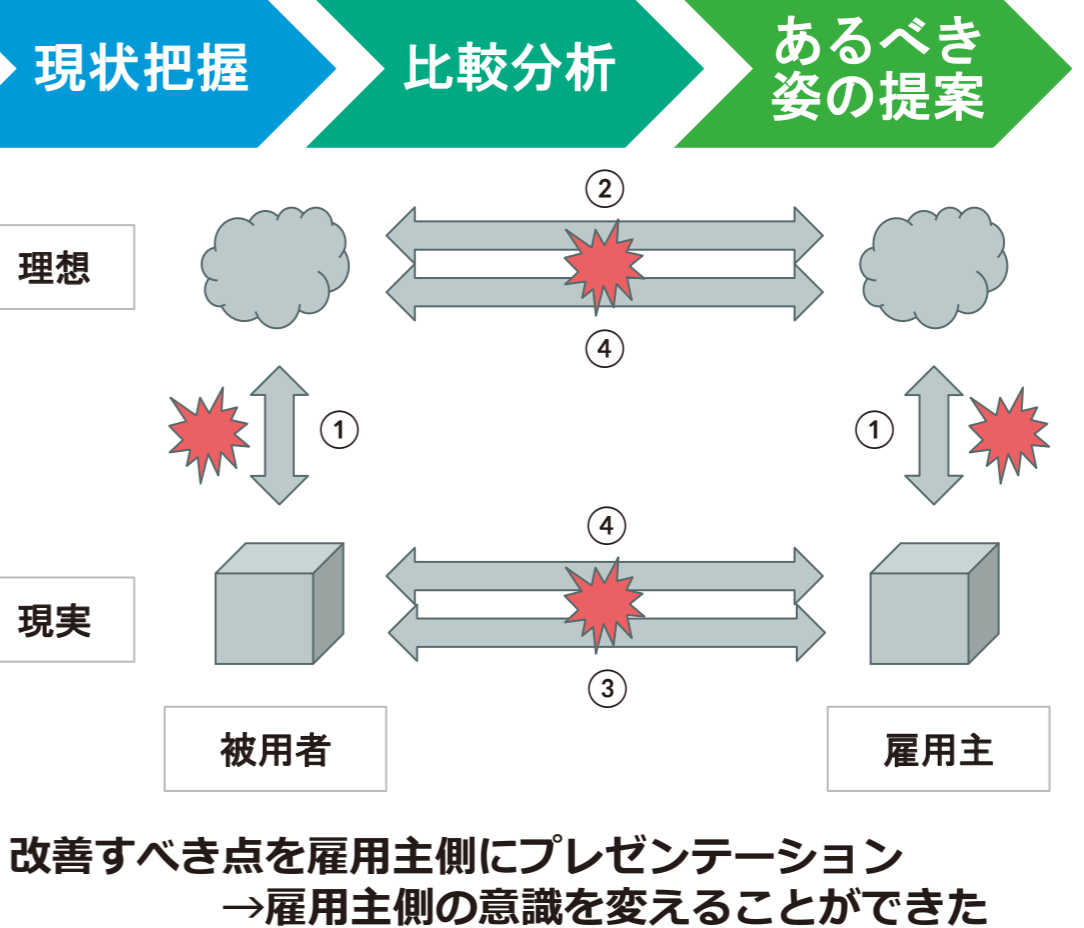 現状把握
比較分析
あるべき
姿の提案
②
理想
④
①
①
④
現実
③
被用者
雇用主
改善すべき点を雇用主側にプレゼンテーション
→雇用主側の意識を変えることができた